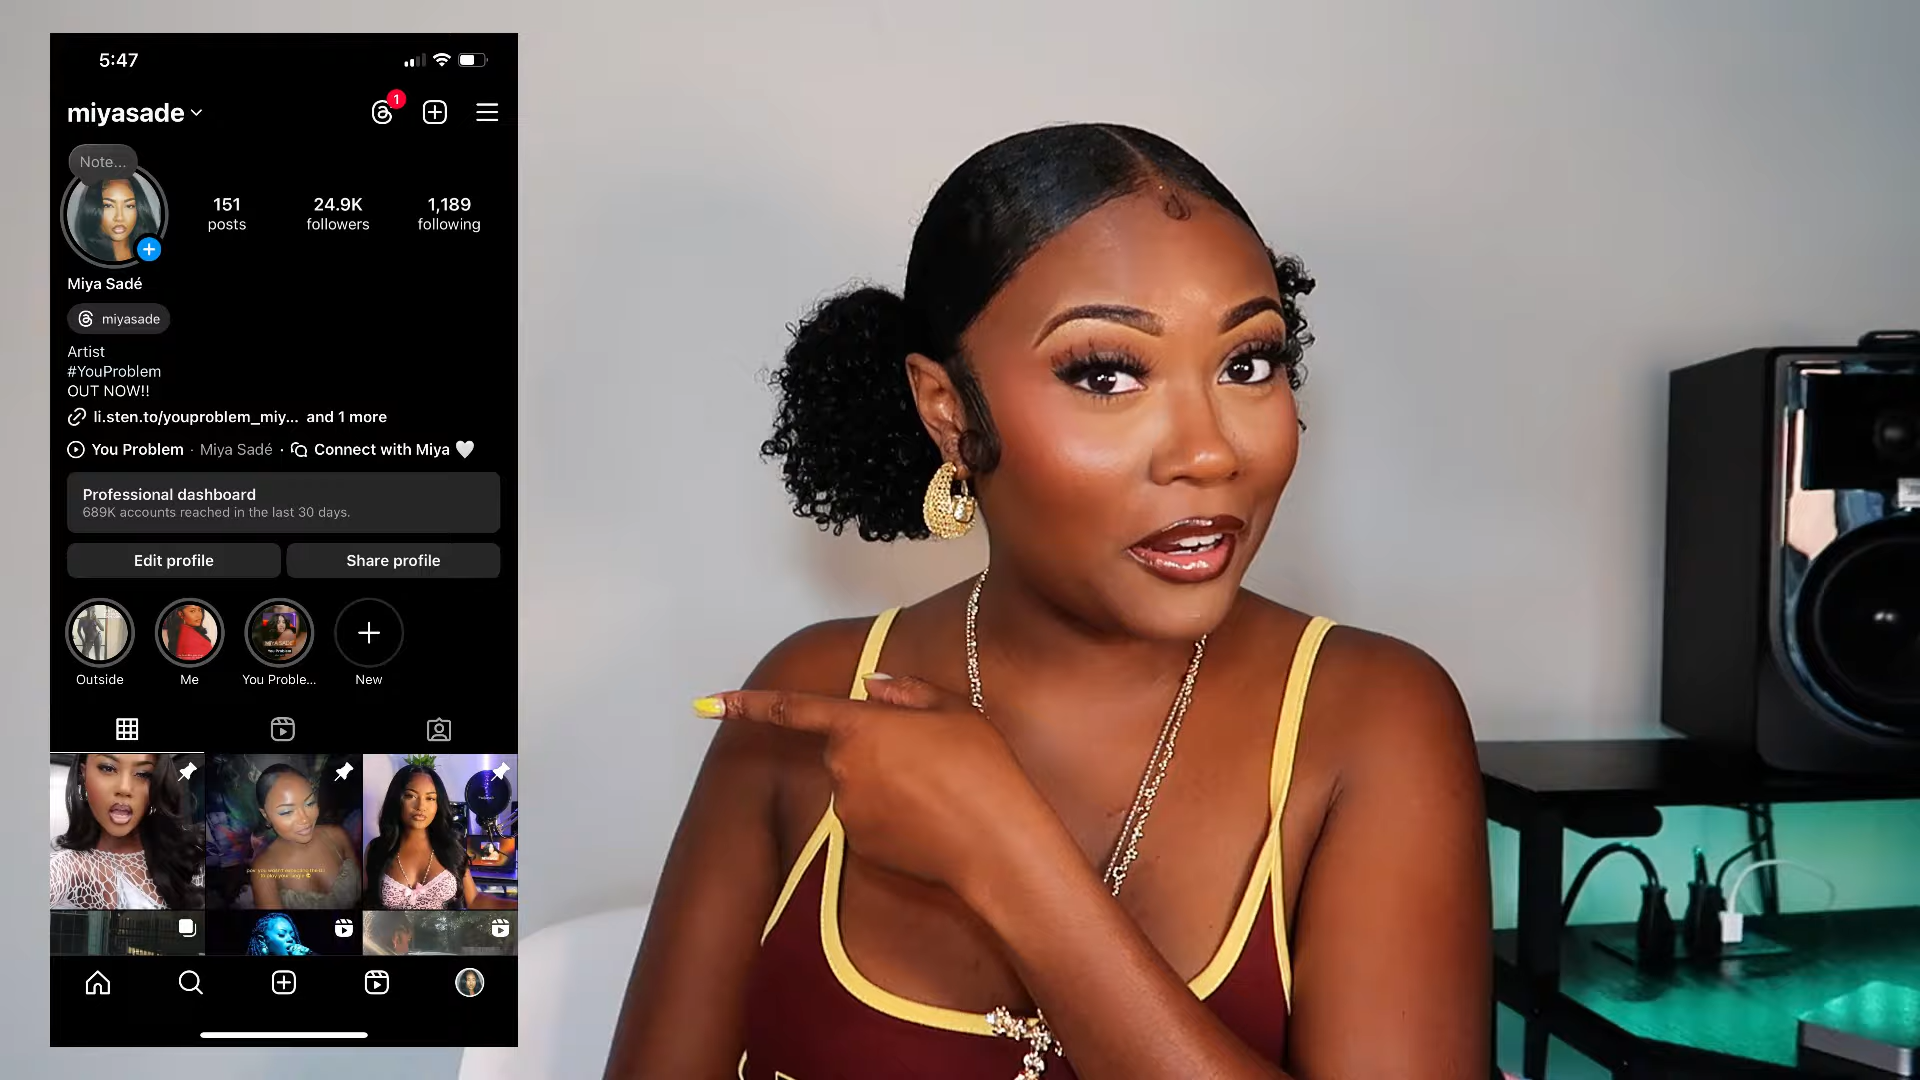 5:47
miyasade
1
Note...
151 24.9K 1,189
posts followers following
Miya Sadé
miyasade
Artist
#YouProblem
OUT NOW!!
li.sten.to/youproblem_miy... and 1 more
You Problem · Miya Sadé · Connect with Miya 🤍
Professional dashboard
689K accounts reached in the last 30 days.
Edit profile Share profile
Outside Me You Proble... New